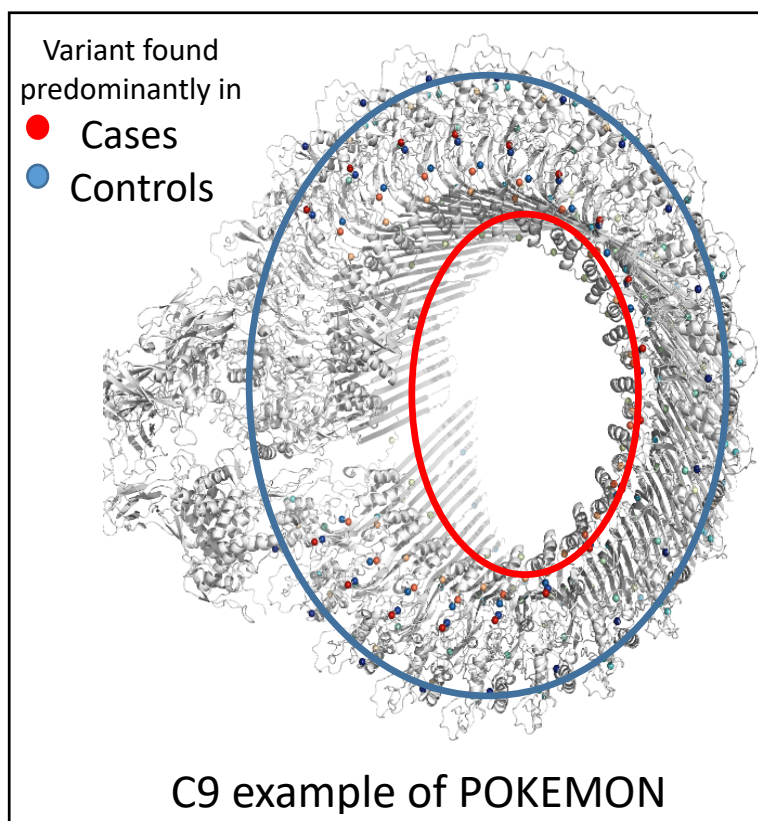 Variant found
predominantly in
Cases
Controls
C9 example of POKEMON